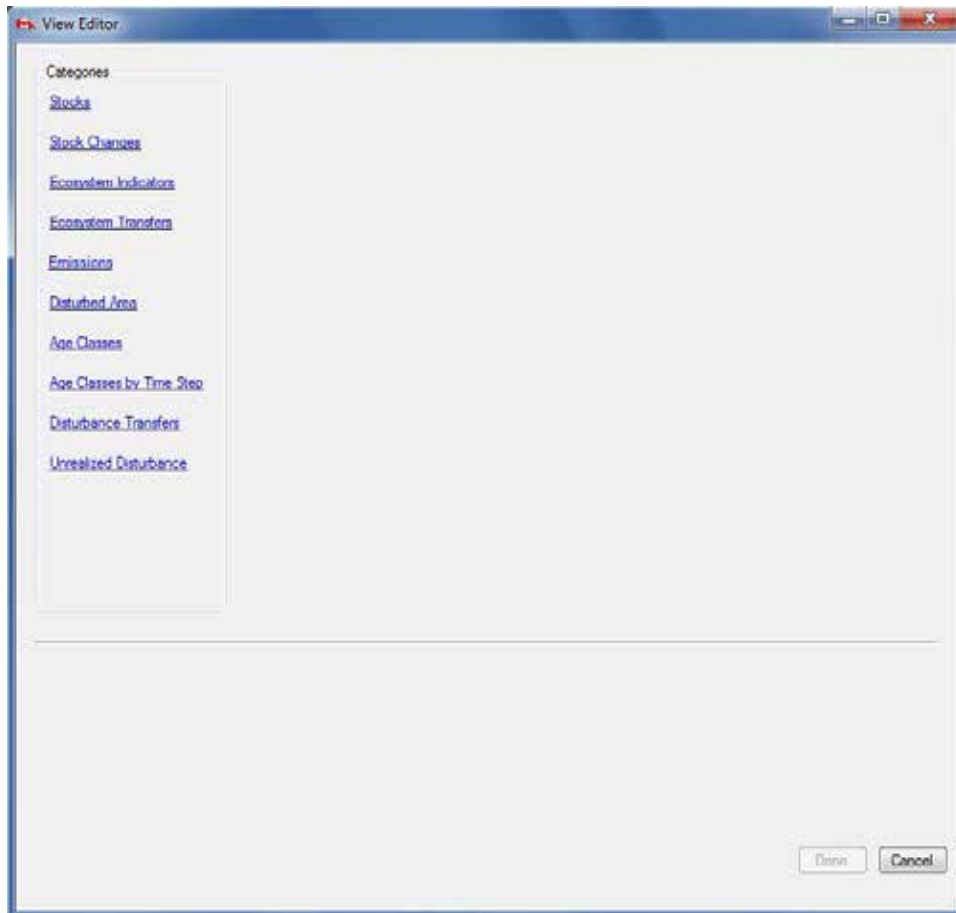 View Editor
Categories
Stocks
Stock Changes
Ecosystem Indicators
Ecosystem Transfers
Emissions
Disturbed Area
Age Classes
Age Classes by Time Step
Disturbance Transfers
Unrealized Disturbance
Done Cancel